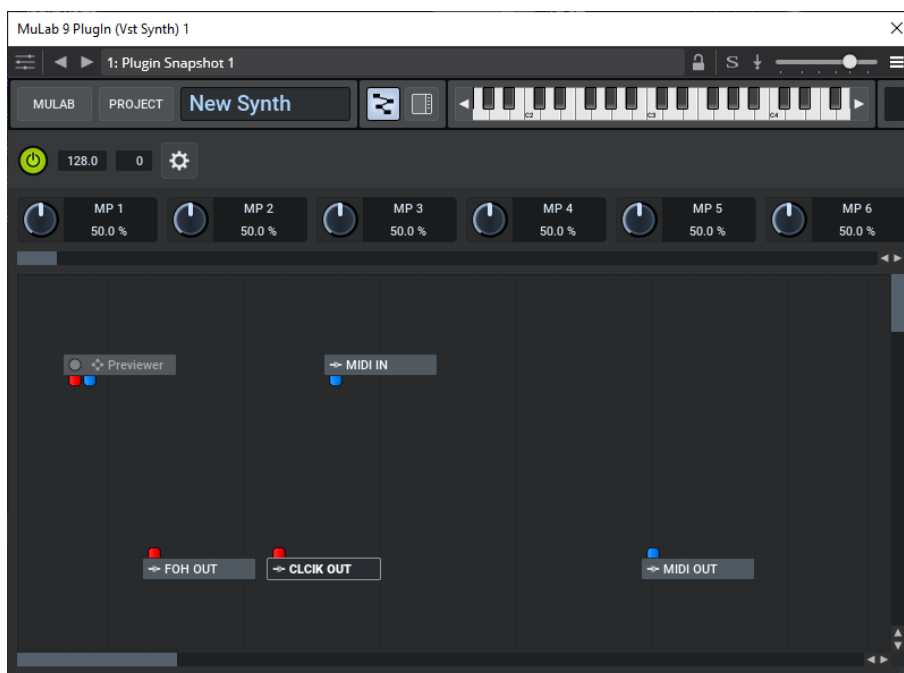 MuLab 9 PlugIn (Vst Synth) 1
1: Plugin Snapshot 1
S
MULAB PROJECT New Synth
C2 C3 C4
128.0 0
MP 1 MP 2 MP 3 MP 4 MP 5 MP 6
50.0 % 50.0 % 50.0 % 50.0 % 50.0 % 50.0 %
Previewer MIDI IN
FOH OUT CLCIK OUT MIDI OUT